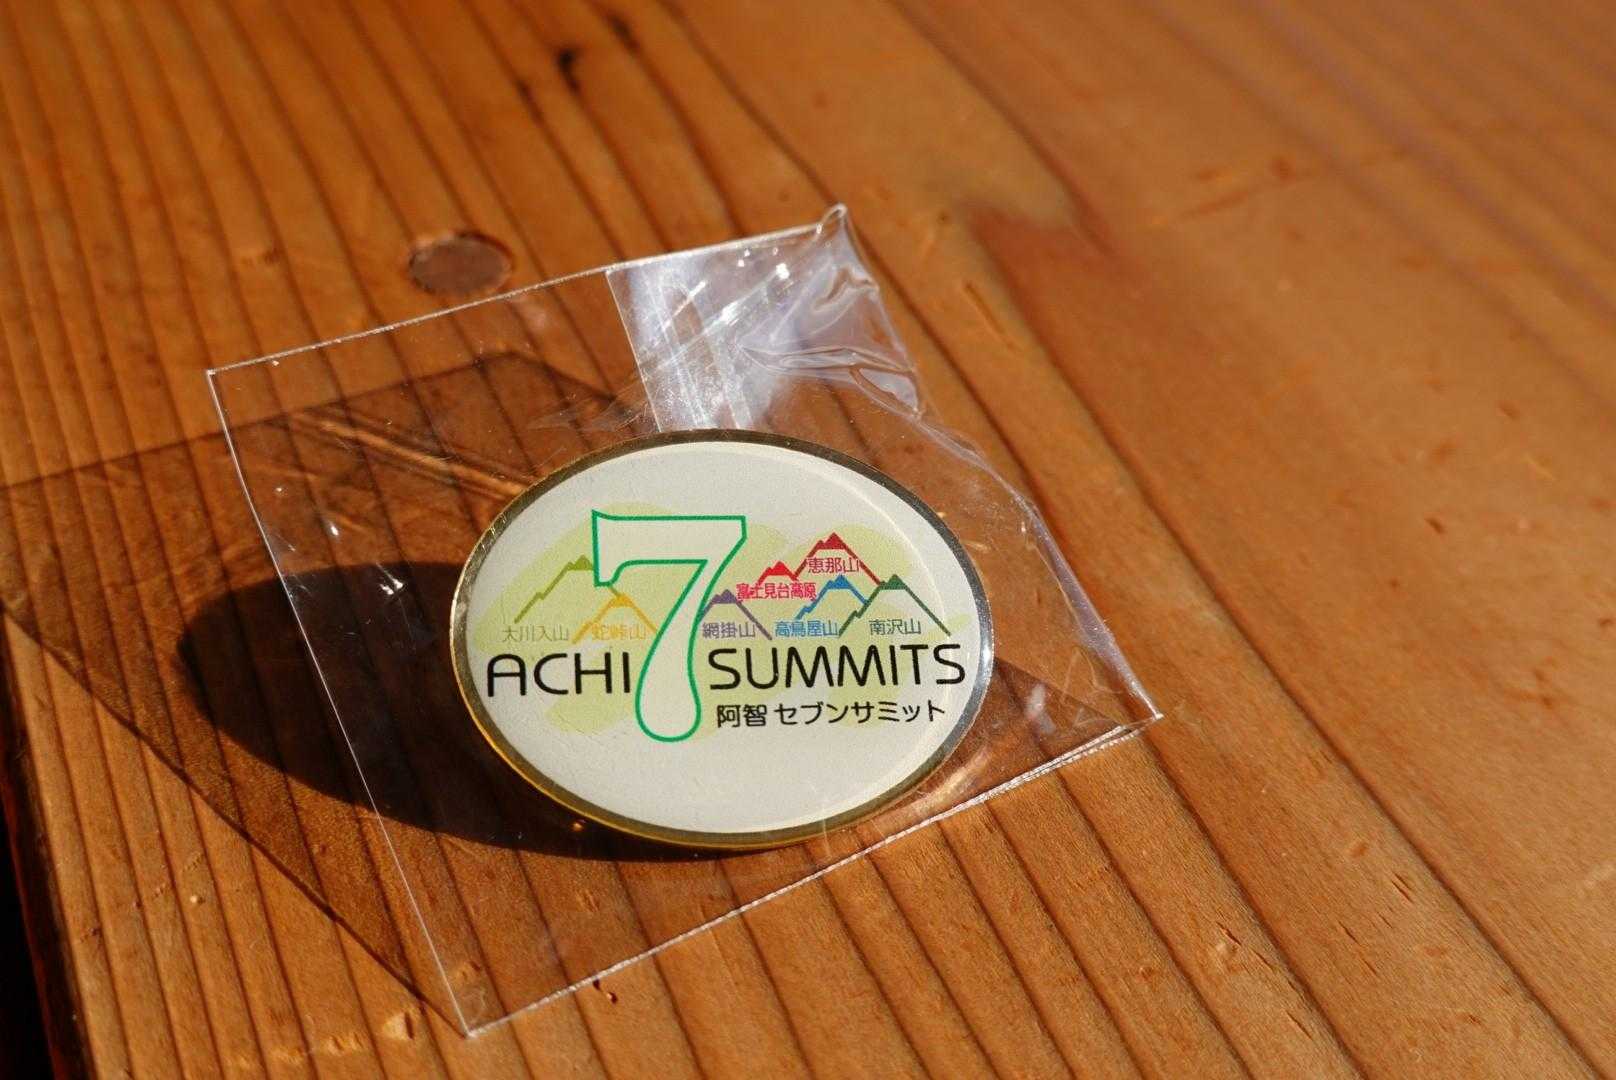 恵那山
富士見台高原
大川入山 蛇峠山 網掛山 高鳥屋山 南沢山
ACHI 7 SUMMITS
阿智 セブンサミット